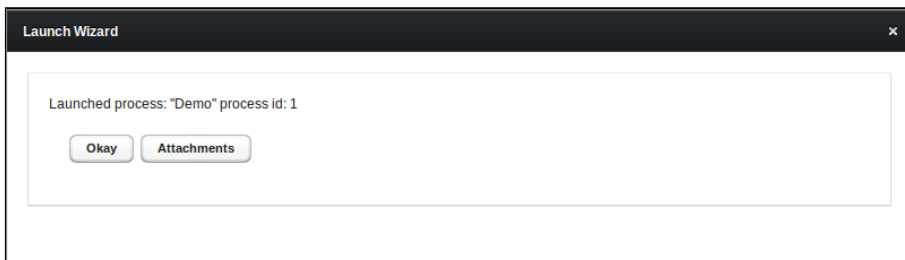 Launch Wizard ×
Launched process: "Demo" process id: 1
Okay Attachments